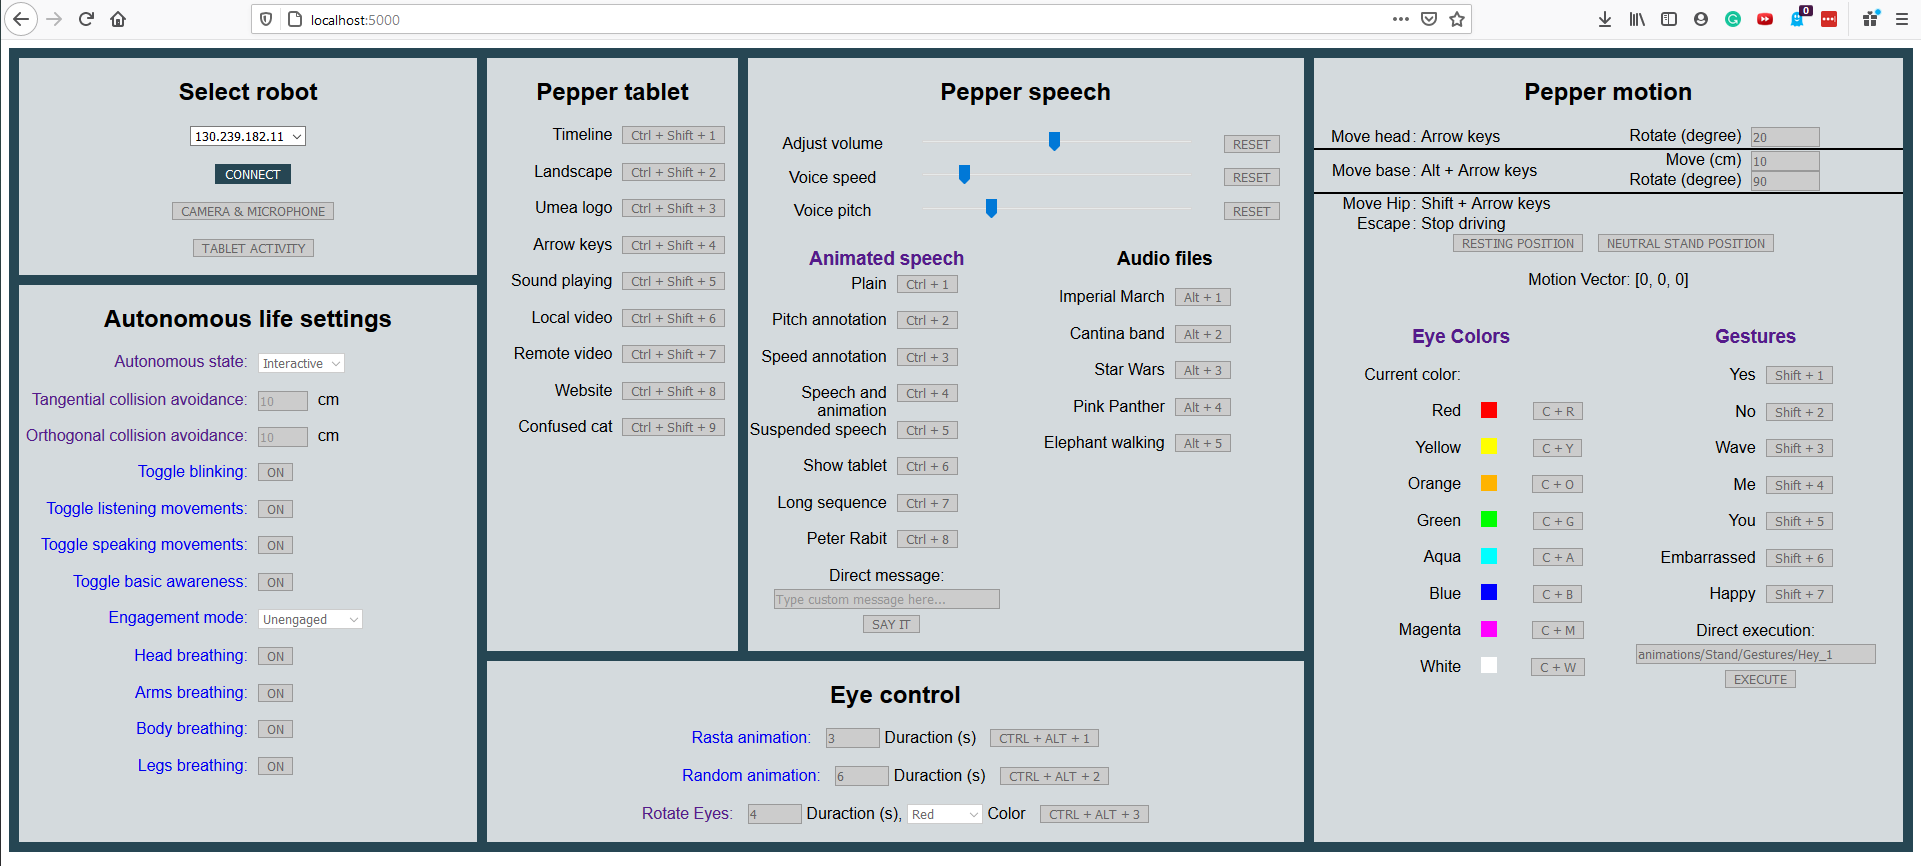 localhost:5000
0
Select robot
130.239.182.11
CONNECT
CAMERA & MICROPHONE
TABLET ACTIVITY
Autonomous life settings
Autonomous state: Interactive
Tangential collision avoidance: 10 cm
Orthogonal collision avoidance: 10 cm
Toggle blinking: ON
Toggle listening movements: ON
Toggle speaking movements: ON
Toggle basic awareness: ON
Engagement mode: Unengaged
Head breathing: ON
Arms breathing: ON
Body breathing: ON
Legs breathing: ON
Pepper tablet
Timeline Ctrl + Shift + 1
Landscape Ctrl + Shift + 2
Umea logo Ctrl + Shift + 3
Arrow keys Ctrl + Shift + 4
Sound playing Ctrl + Shift + 5
Local video Ctrl + Shift + 6
Remote video Ctrl + Shift + 7
Website Ctrl + Shift + 8
Confused cat Ctrl + Shift + 9
Pepper speech
Adjust volume RESET
Voice speed RESET
Voice pitch RESET
Animated speech
Plain Ctrl + 1
Pitch annotation Ctrl + 2
Speed annotation Ctrl + 3
Speech and
animation Ctrl + 4
Suspended speech Ctrl + 5
Show tablet Ctrl + 6
Long sequence Ctrl + 7
Peter Rabit Ctrl + 8
Direct message:
Type custom message here...
SAY IT
Audio files
Imperial March Alt + 1
Cantina band Alt + 2
Star Wars Alt + 3
Pink Panther Alt + 4
Elephant walking Alt + 5
Eye control
Rasta animation: 3 Duraction (s) CTRL + ALT + 1
Random animation: 6 Duraction (s) CTRL + ALT + 2
Rotate Eyes: 4 Duraction (s), Red Color CTRL + ALT + 3
Pepper motion
Move head : Arrow keys Rotate (degree) 20
Move base : Alt + Arrow keys Move (cm) 10
Rotate (degree) 90
Move Hip : Shift + Arrow keys
Escape : Stop driving
RESTING POSITION NEUTRAL STAND POSITION
Motion Vector: [0, 0, 0]
Eye Colors
Current color:
Red C + R
Yellow C + Y
Orange C + O
Green C + G
Aqua C + A
Blue C + B
Magenta C + M
White C + W
Gestures
Yes Shift + 1
No Shift + 2
Wave Shift + 3
Me Shift + 4
You Shift + 5
Embarrassed Shift + 6
Happy Shift + 7
Direct execution:
animations/Stand/Gestures/Hey_1
EXECUTE